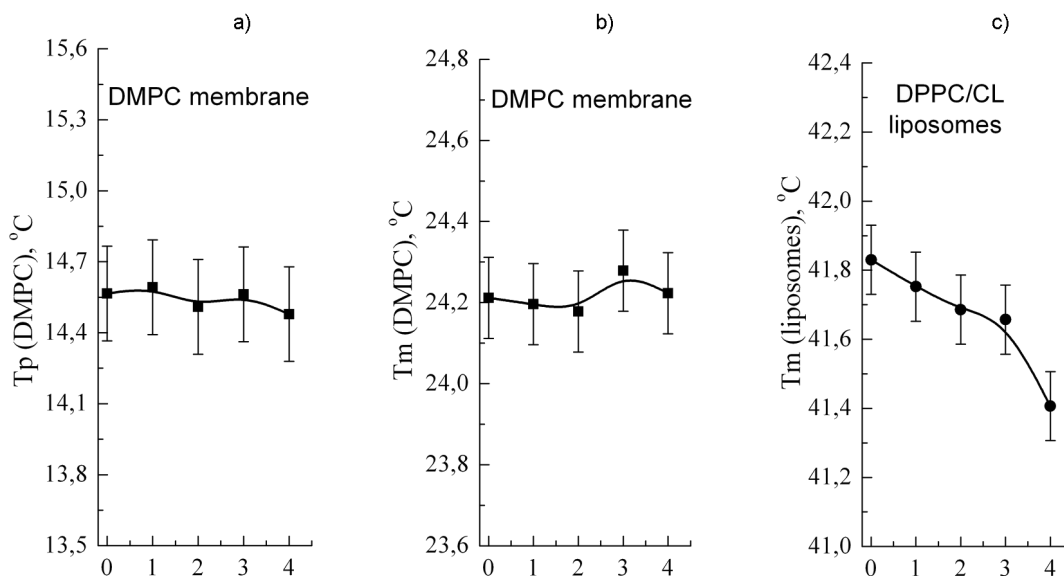 a)
15,6
15,3
15,0
14,7
14,4
14,1
13,8
13,5
Tp (DMPC), °C
DMPC membrane
0 1 2 3 4
b)
24,8
24,4
24,2
24,0
23,8
23,6
Tm (DMPC), °C
DMPC membrane
0 1 2 3 4
c)
42,4
42,2
42,0
41,8
41,6
41,4
41,2
41,0
Tm (liposomes), °C
DPPC/CL
liposomes
0 1 2 3 4